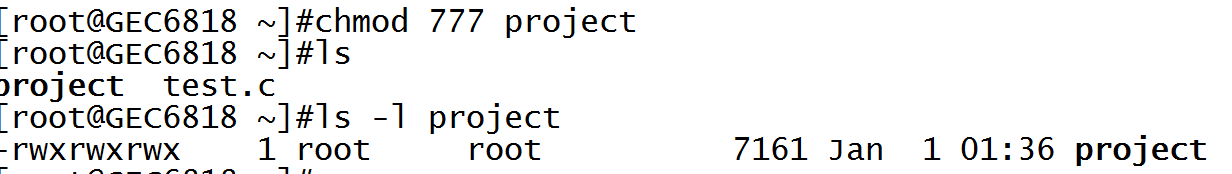 [root@GEC6818 ~]#chmod 777 project
[root@GEC6818 ~]#ls
project  test.c
[root@GEC6818 ~]#ls -l project
-rwxrwxrwx    1 root     root          7161 Jan  1 01:36 project